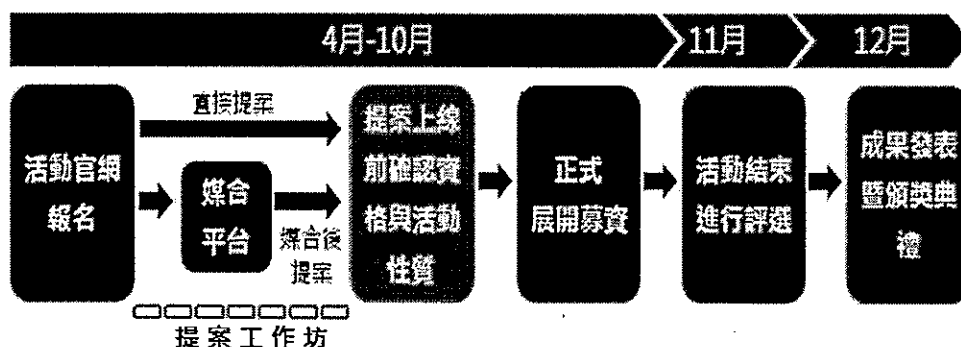 4月-10月
11月
12月
活動官網
報名
直接提案
媒合
平台
媒合後
提案
提案上線
前確認資
格與活動
性質
正式
展開募資
活動結束
進行評選
成果發表
暨頒獎典
禮
提案工作坊